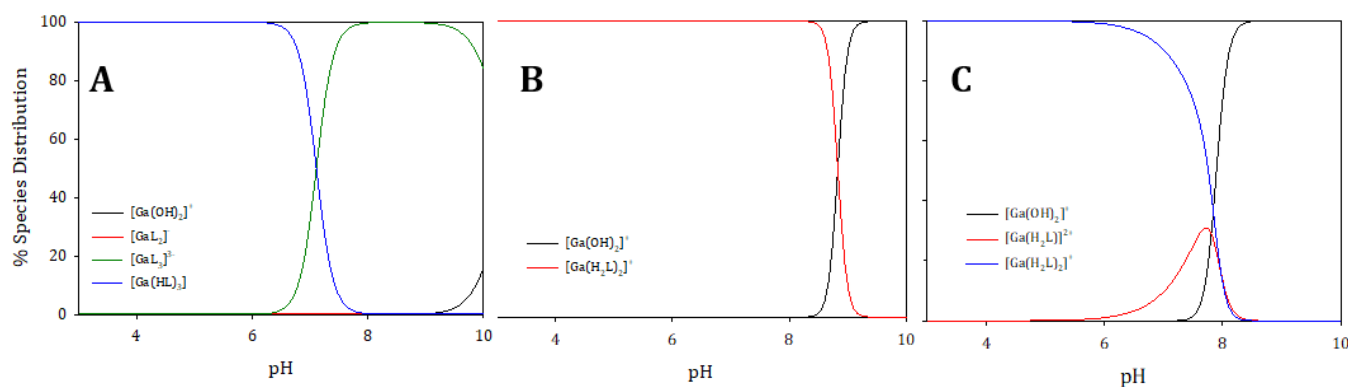 % Species Distribution
100
80
60
40
20
0
A
[Ga(OH)₂]⁺
[GaL₂]⁻
[GaL₃]³⁻
[Ga(HL)₃]
4 6 8 10
pH
B
[Ga(OH)₂]⁺
[Ga(H₂L)₂]⁺
4 6 8 10
pH
C
[Ga(OH)₂]⁺
[Ga(H₂L)]²⁺
[Ga(H₂L)₂]⁺
4 6 8 10
pH